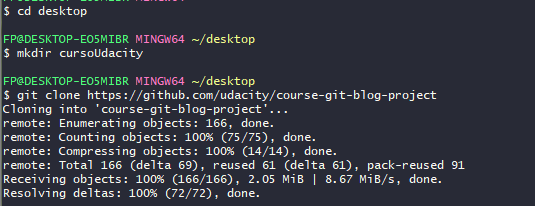 $ cd desktop
FP@DESKTOP-EO5MIBR MINGW64 ~/desktop
$ mkdir cursoUdacity
FP@DESKTOP-EO5MIBR MINGW64 ~/desktop
$ git clone https://github.com/udacity/course-git-blog-project
Cloning into 'course-git-blog-project'...
remote: Enumerating objects: 166, done.
remote: Counting objects: 100% (75/75), done.
remote: Compressing objects: 100% (14/14), done.
remote: Total 166 (delta 69), reused 61 (delta 61), pack-reused 91
Receiving objects: 100% (166/166), 2.05 MiB | 8.67 MiB/s, done.
Resolving deltas: 100% (72/72), done.